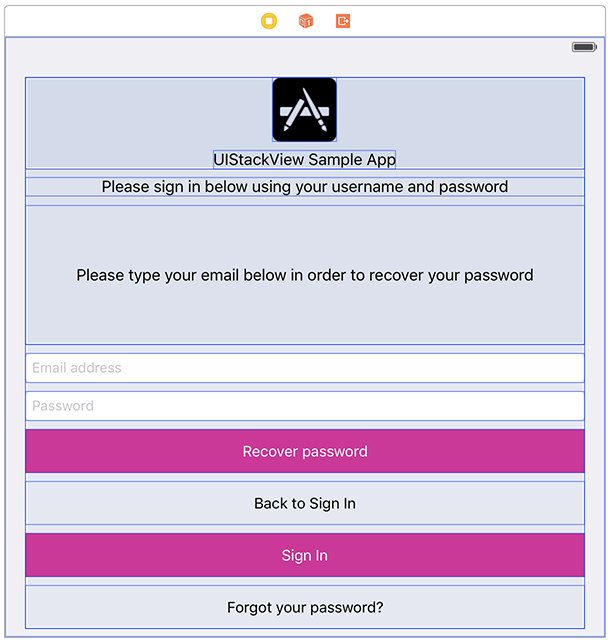 UIStackView Sample App
Please sign in below using your username and password
Please type your email below in order to recover your password
Email address
Password
Recover password
Back to Sign In
Sign In
Forgot your password?